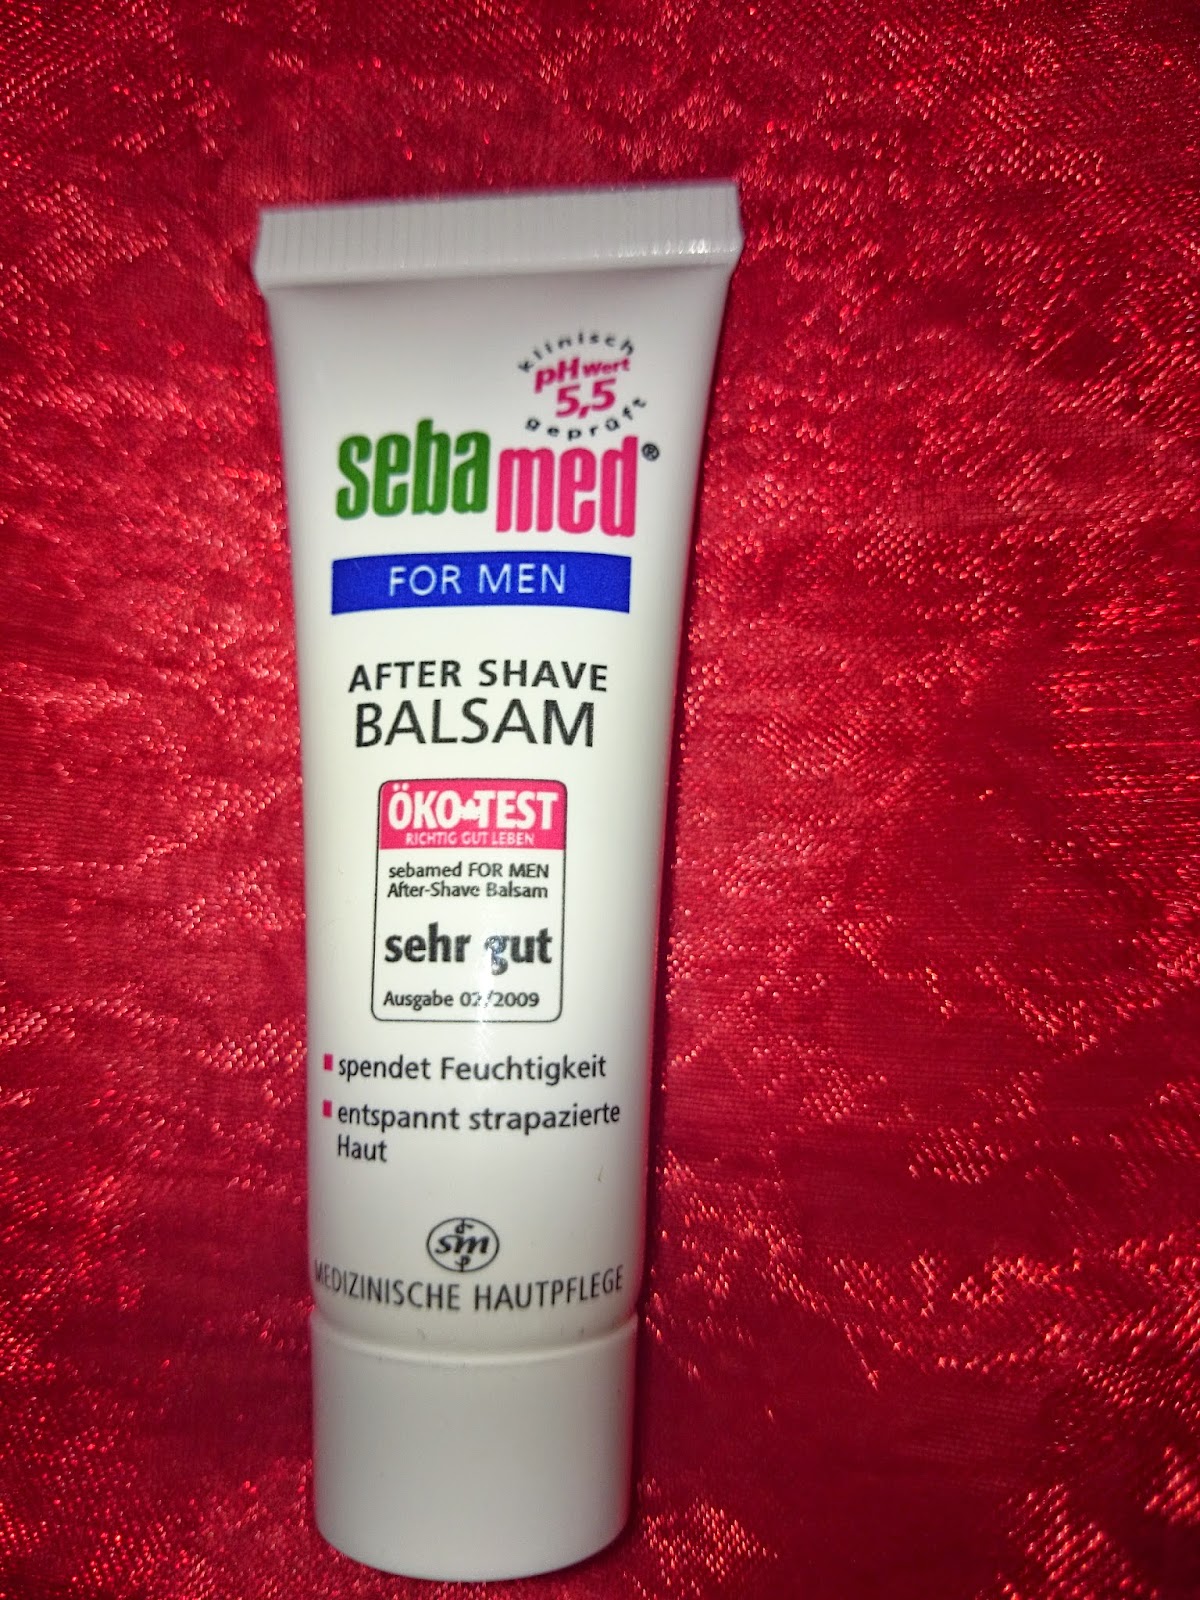 klinisch
pH Wert
5,5
geprüft
sebamed®
FOR MEN
AFTER SHAVE
BALSAM
ÖKO TEST
RICHTIG GUT LEBEN
sebamed FOR MEN
After-Shave Balsam
sehr gut
Ausgabe 02/2009
spendet Feuchtigkeit
entspannt strapazierte
Haut
sm
MEDIZINISCHE HAUTPFLEGE